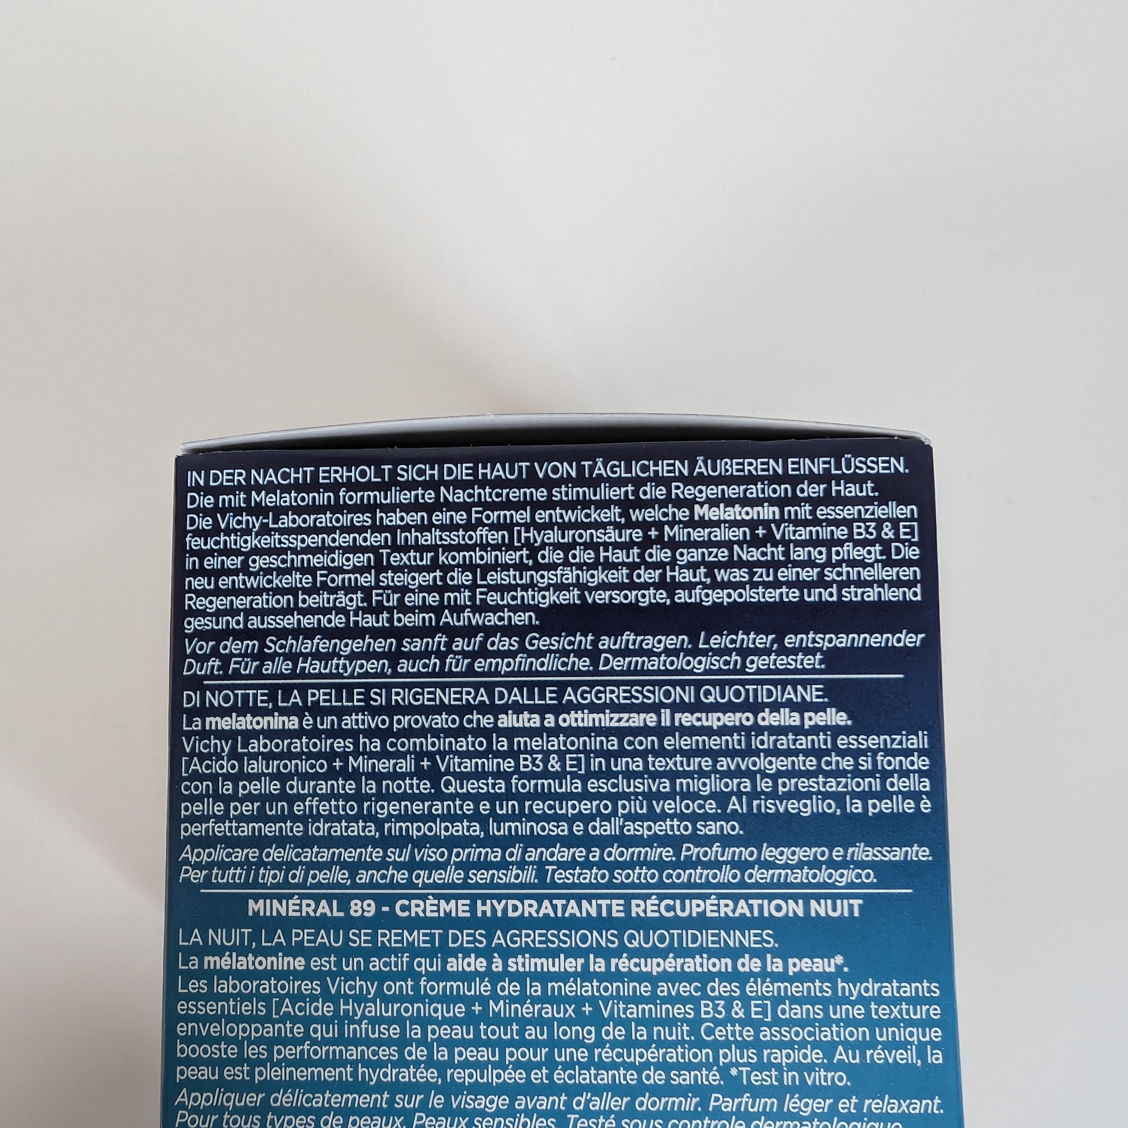 IN DER NACHT ERHOLT SICH DIE HAUT VON TÄGLICHEN ÄUßEREN EINFLÜSSEN.
Die mit Melatonin formulierte Nachtcreme stimuliert die Regeneration der Haut.
Die Vichy-Laboratoires haben eine Formel entwickelt, welche Melatonin mit essenziellen
feuchtigkeitsspendenden Inhaltsstoffen [Hyaluronsäure + Mineralien + Vitamine B3 & E]
in einer geschmeidigen Textur kombiniert, die die Haut die ganze Nacht lang pflegt. Die
neu entwickelte Formel steigert die Leistungsfähigkeit der Haut, was zu einer schnelleren
Regeneration beiträgt. Für eine mit Feuchtigkeit versorgte, aufgepolsterte und strahlend
gesund aussehende Haut beim Aufwachen.
Vor dem Schlafengehen sanft auf das Gesicht auftragen. Leichter, entspannender
Duft. Für alle Hauttypen, auch für empfindliche. Dermatologisch getestet.
DI NOTTE, LA PELLE SI RIGENERA DALLE AGGRESSIONI QUOTIDIANE.
La melatonina è un attivo provato che aiuta a ottimizzare il recupero della pelle.
Vichy Laboratoires ha combinato la melatonina con elementi idratanti essenziali
[Acido Ialuronico + Minerali + Vitamine B3 & E] in una texture avvolgente che si fonde
con la pelle durante la notte. Questa formula esclusiva migliora le prestazioni della
pelle per un effetto rigenerante e un recupero più veloce. Al risveglio, la pelle è
perfettamente idratata, rimpolpata, luminosa e dall'aspetto sano.
Applicare delicatamente sul viso prima di andare a dormire. Profumo leggero e rilassante.
Per tutti i tipi di pelle, anche quelle sensibili. Testato sotto controllo dermatologico.
MINÉRAL 89 - CRÈME HYDRATANTE RÉCUPÉRATION NUIT
LA NUIT, LA PEAU SE REMET DES AGRESSIONS QUOTIDIENNES.
La mélatonine est un actif qui aide à stimuler la récupération de la peau*.
Les laboratoires Vichy ont formulé de la mélatonine avec des éléments hydratants
essentiels [Acide Hyaluronique + Minéraux + Vitamines B3 & E] dans une texture
enveloppante qui infuse la peau tout au long de la nuit. Cette association unique
booste les performances de la peau pour une récupération plus rapide. Au réveil, la
peau est pleinement hydratée, repulpée et éclatante de santé. *Test in vitro.
Appliquer délicatement sur le visage avant d'aller dormir. Parfum léger et relaxant.
Pour tous types de peaux. Peaux sensibles. Testé sous contrôle dermatologique.